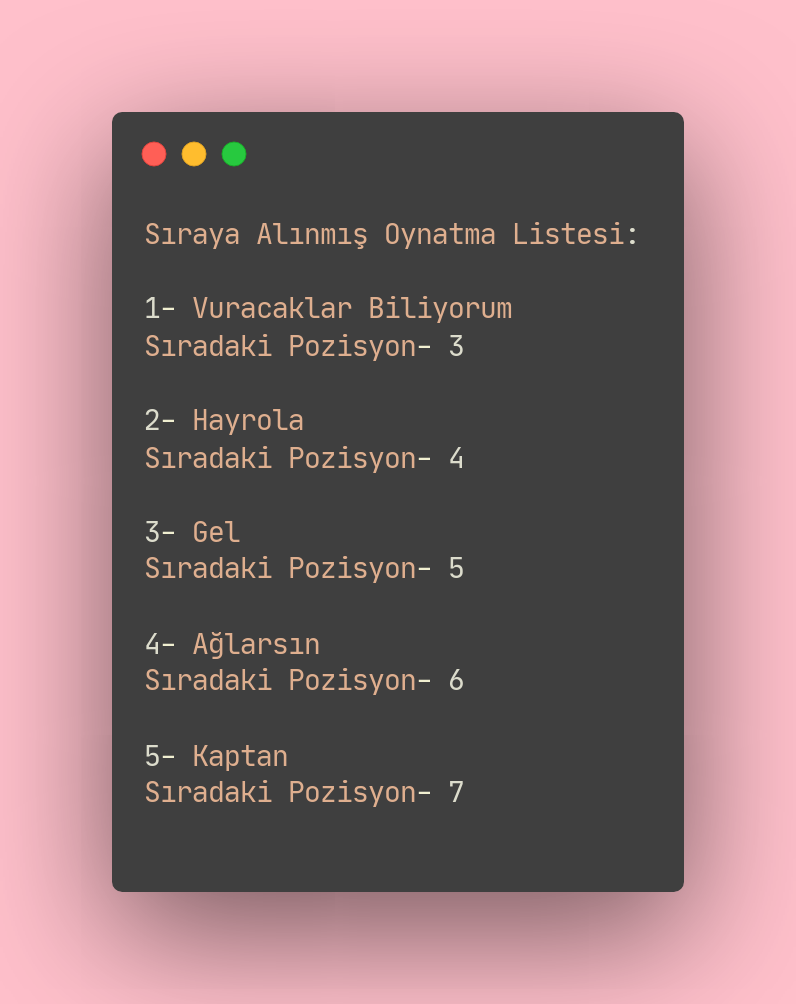 Sıraya Alınmış Oynatma Listesi:
1- Vuracaklar Biliyorum
Sıradaki Pozisyon- 3
2- Hayrola
Sıradaki Pozisyon- 4
3- Gel
Sıradaki Pozisyon- 5
4- Ağlarsın
Sıradaki Pozisyon- 6
5- Kaptan
Sıradaki Pozisyon- 7